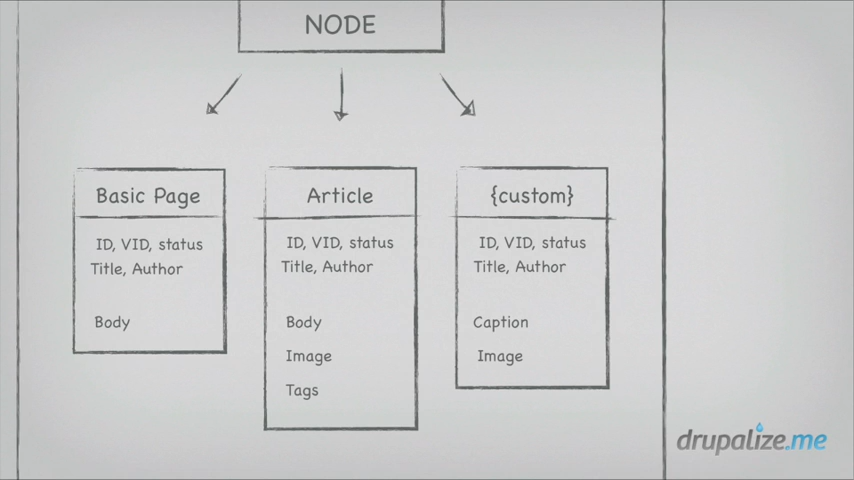 NODE
Basic Page
ID, VID, status
Title, Author
Body
Article
ID, VID, status
Title, Author
Body
Image
Tags
{custom}
ID, VID, status
Title, Author
Caption
Image
drupalize.me